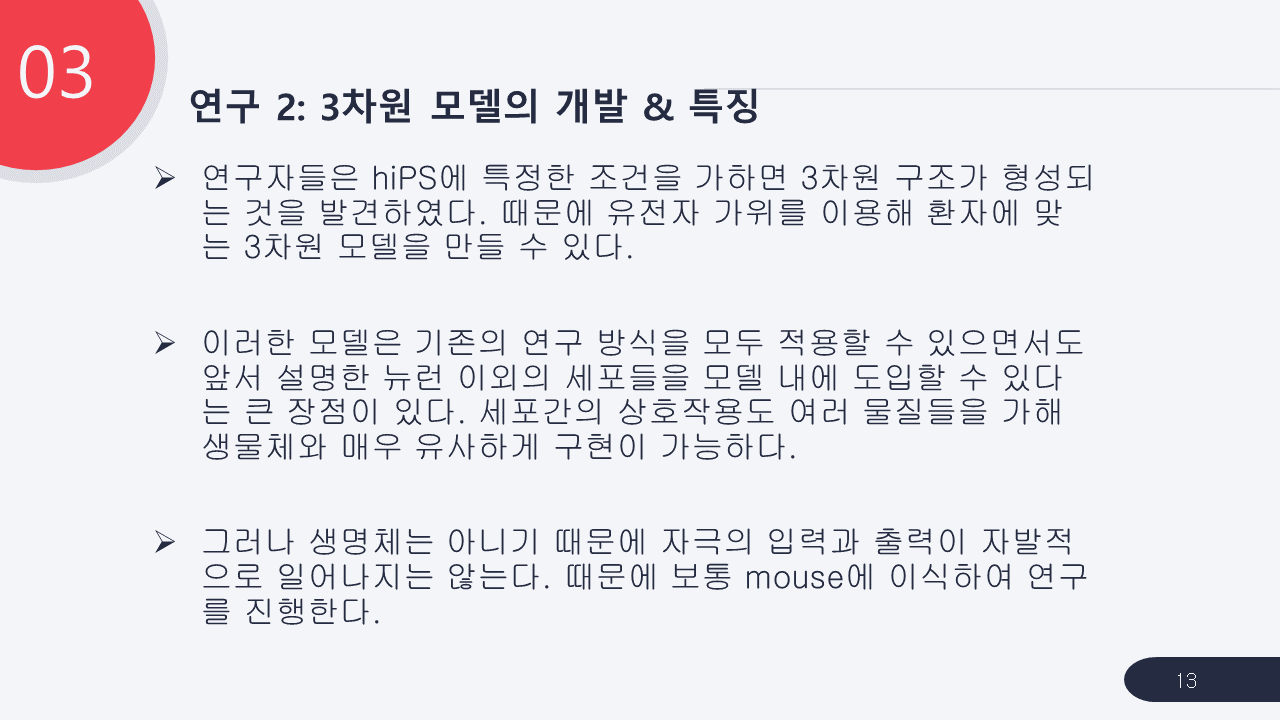 03
연구 2: 3차원 모델의 개발 & 특징
➢ 연구자들은 hiPS에 특정한 조건을 가하면 3차원 구조가 형성되
는 것을 발견하였다. 때문에 유전자 가위를 이용해 환자에 맞
는 3차원 모델을 만들 수 있다.
➢ 이러한 모델은 기존의 연구 방식을 모두 적용할 수 있으면서도
앞서 설명한 뉴런 이외의 세포들을 모델 내에 도입할 수 있다
는 큰 장점이 있다. 세포간의 상호작용도 여러 물질들을 가해
생물체와 매우 유사하게 구현이 가능하다.
➢ 그러나 생명체는 아니기 때문에 자극의 입력과 출력이 자발적
으로 일어나지는 않는다. 때문에 보통 mouse에 이식하여 연구
를 진행한다.
13